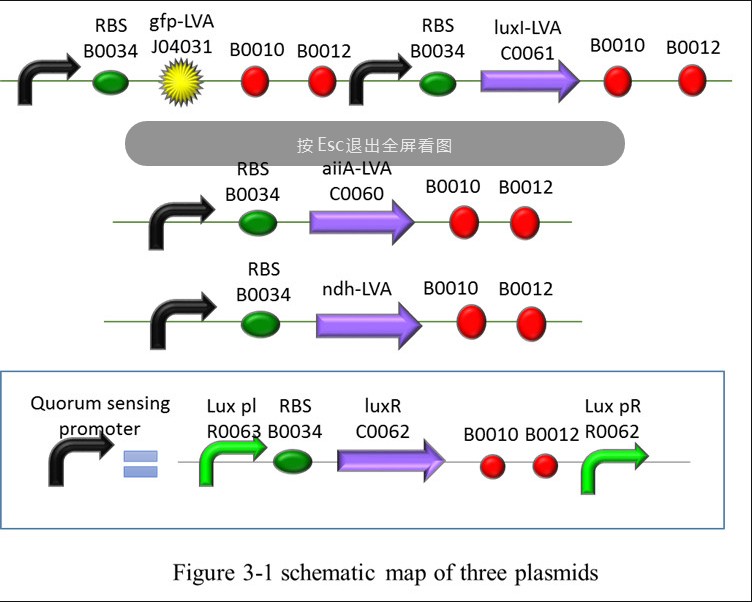 RBS
B0034
gfp-LVA
J04031
B0010 B0012
RBS
B0034
luxI-LVA
C0061
B0010 B0012
按Esc退出全屏看图
RBS
B0034
aiiA-LVA
C0060
B0010 B0012
RBS
B0034
ndh-LVA
B0010 B0012
Quorum sensing
promoter
Lux pl
R0063
RBS
B0034
luxR
C0062
B0010 B0012
Lux pR
R0062
Figure 3-1 schematic map of three plasmids